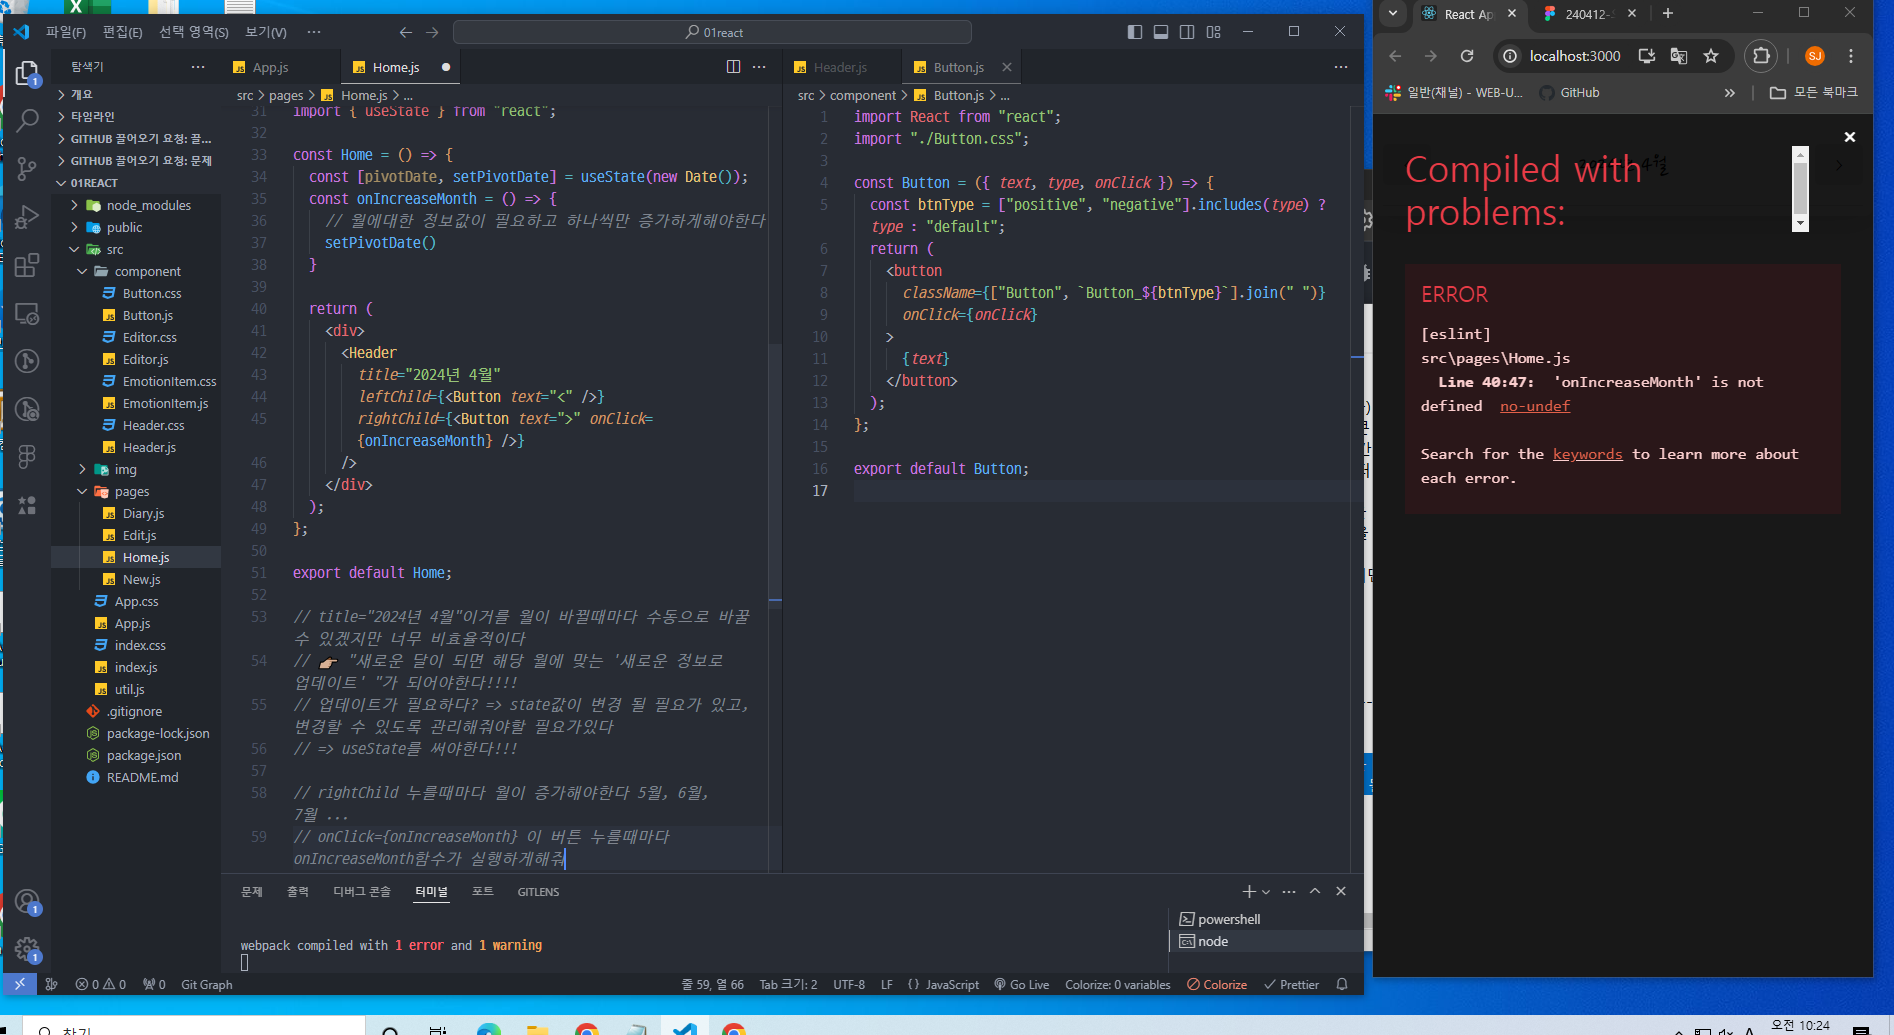 파일(F) 편집(E) 선택 영역(S) 보기(V) ···
01react
탐색기
개요
타임라인
GITHUB 끌어오기 요청: 끌...
GITHUB 끌어오기 요청: 문제
01REACT
node_modules
public
src
component
Button.css
Button.js
Editor.css
Editor.js
EmotionItem.css
EmotionItem.js
Header.css
Header.js
img
pages
Diary.js
Edit.js
Home.js
New.js
App.css
App.js
index.css
index.js
util.js
.gitignore
package-lock.json
package.json
README.md
App.js Home.js
src > pages > Home.js > ...
31 import { useState } from "react";
32
33 const Home = () => {
34 const [pivotDate, setPivotDate] = useState(new Date());
35 const onIncreaseMonth = () => {
36 // 월에대한 정보값이 필요하고 하나씩만 증가하게해야한다
37 setPivotDate()
38 }
39
40 return (
41 <div>
42 <Header
43 title="2024년 4월"
44 leftChild={<Button text="<" />}
45 rightChild={<Button text=">" onClick=
{onIncreaseMonth} />}
46 />
47 </div>
48 );
49 };
50
51 export default Home;
52
53 // title="2024년 4월"이거를 월이 바뀔때마다 수동으로 바꿀
수 있겠지만 너무 비효율적이다
54 // 👉 "새로운 달이 되면 해당 월에 맞는 '새로운 정보로
업데이트' "가 되어야한다!!!!
55 // 업데이트가 필요하다? => state값이 변경 될 필요가 있고,
변경할 수 있도록 관리해줘야할 필요가있다
56 // => useState를 써야한다!!!
57
58 // rightChild 누를때마다 월이 증가해야한다 5월, 6월,
7월 ...
59 // onClick={onIncreaseMonth} 이 버튼 누를때마다
onIncreaseMonth함수가 실행하게해줘
Header.js Button.js
src > component > Button.js > ...
1 import React from "react";
2 import "./Button.css";
3
4 const Button = ({ text, type, onClick }) => {
5 const btnType = ["positive", "negative"].includes(type) ?
type : "default";
6 return (
7 <button
8 className={["Button", `Button_${btnType}`].join(" ")}
9 onClick={onClick}
10 >
11 {text}
12 </button>
13 );
14 };
15
16 export default Button;
17
문제 출력 디버그 콘솔 터미널 포트 GITLENS
webpack compiled with 1 error and 1 warning
powershell
node
0 0 0 Git Graph
줄 59, 열 66 Tab 크기: 2 UTF-8 LF {} JavaScript Go Live Colorize: 0 variables Colorize Prettier
React Ap
240412-
localhost:3000
SJ
일반(채널) - WEB-U... GitHub » 모든 북마크
Compiled with
problems:
ERROR
[eslint]
src\pages\Home.js
Line 40:47: 'onIncreaseMonth' is not
defined no-undef
Search for the keywords to learn more about
each error.
찾기
A
오전 10:24